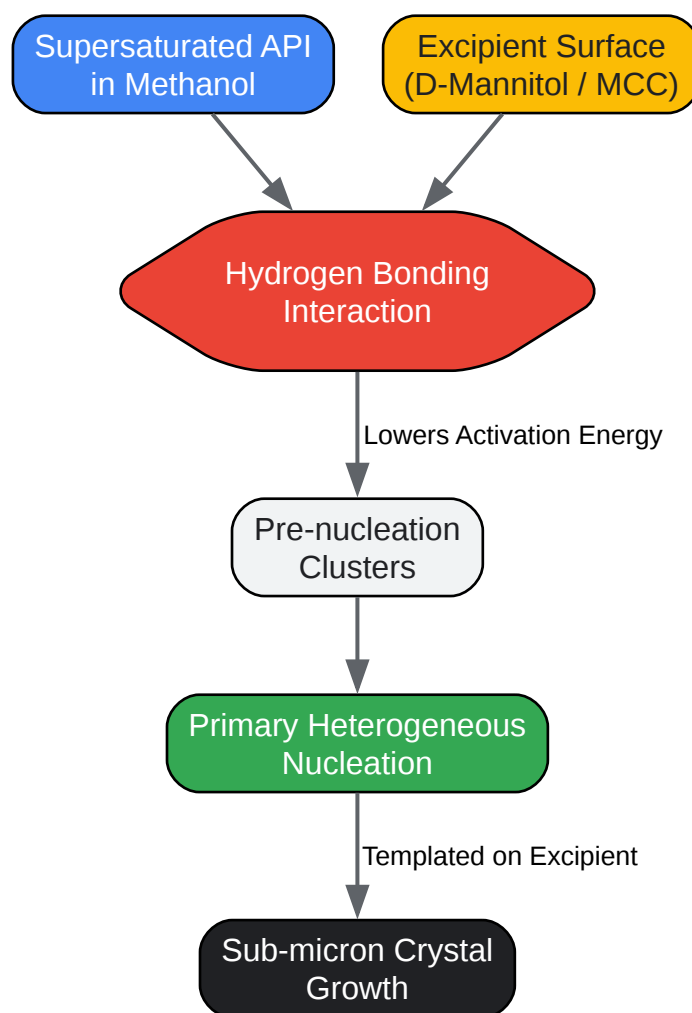 Supersaturated API
in Methanol
Excipient Surface
(D-Mannitol / MCC)
Hydrogen Bonding
Interaction
Lowers Activation Energy
Pre-nucleation
Clusters
Primary Heterogeneous
Nucleation
Templated on Excipient
Sub-micron Crystal
Growth